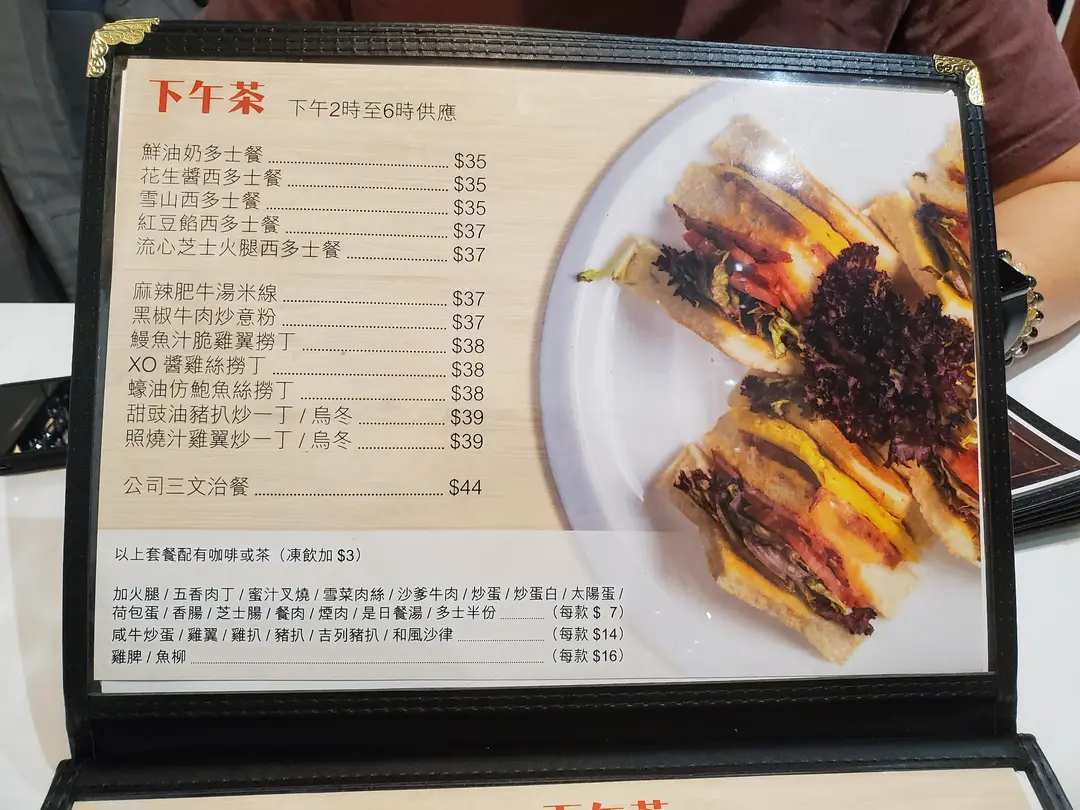 下午茶 下午2時至6時供應
鮮油奶多士餐 $35
花生醬西多士餐 $35
雪山西多士餐 $35
紅豆餡西多士餐 $37
流心芝士火腿西多士餐 $37
麻辣肥牛湯米線 $37
黑椒牛肉炒意粉 $37
鰻魚汁脆雞翼撈丁 $38
XO 醬雞絲撈丁 $38
蠔油仿鮑魚絲撈丁 $38
甜豉油豬扒炒一丁 / 烏冬 $39
照燒汁雞翼炒一丁 / 烏冬 $39
公司三文治餐 $44
以上套餐配有咖啡或茶（凍飲加 $3）
加火腿 / 五香肉丁 / 蜜汁叉燒 / 雪菜肉絲 / 沙爹牛肉 / 炒蛋 / 炒蛋白 / 太陽蛋 /
荷包蛋 / 香腸 / 芝士腸 / 餐肉 / 煙肉 / 是日餐湯 / 多士半份 （每款 $ 7）
咸牛炒蛋 / 雞翼 / 雞扒 / 豬扒 / 吉列豬扒 / 和風沙律 （每款 $14）
雞脾 / 魚柳 （每款 $16）